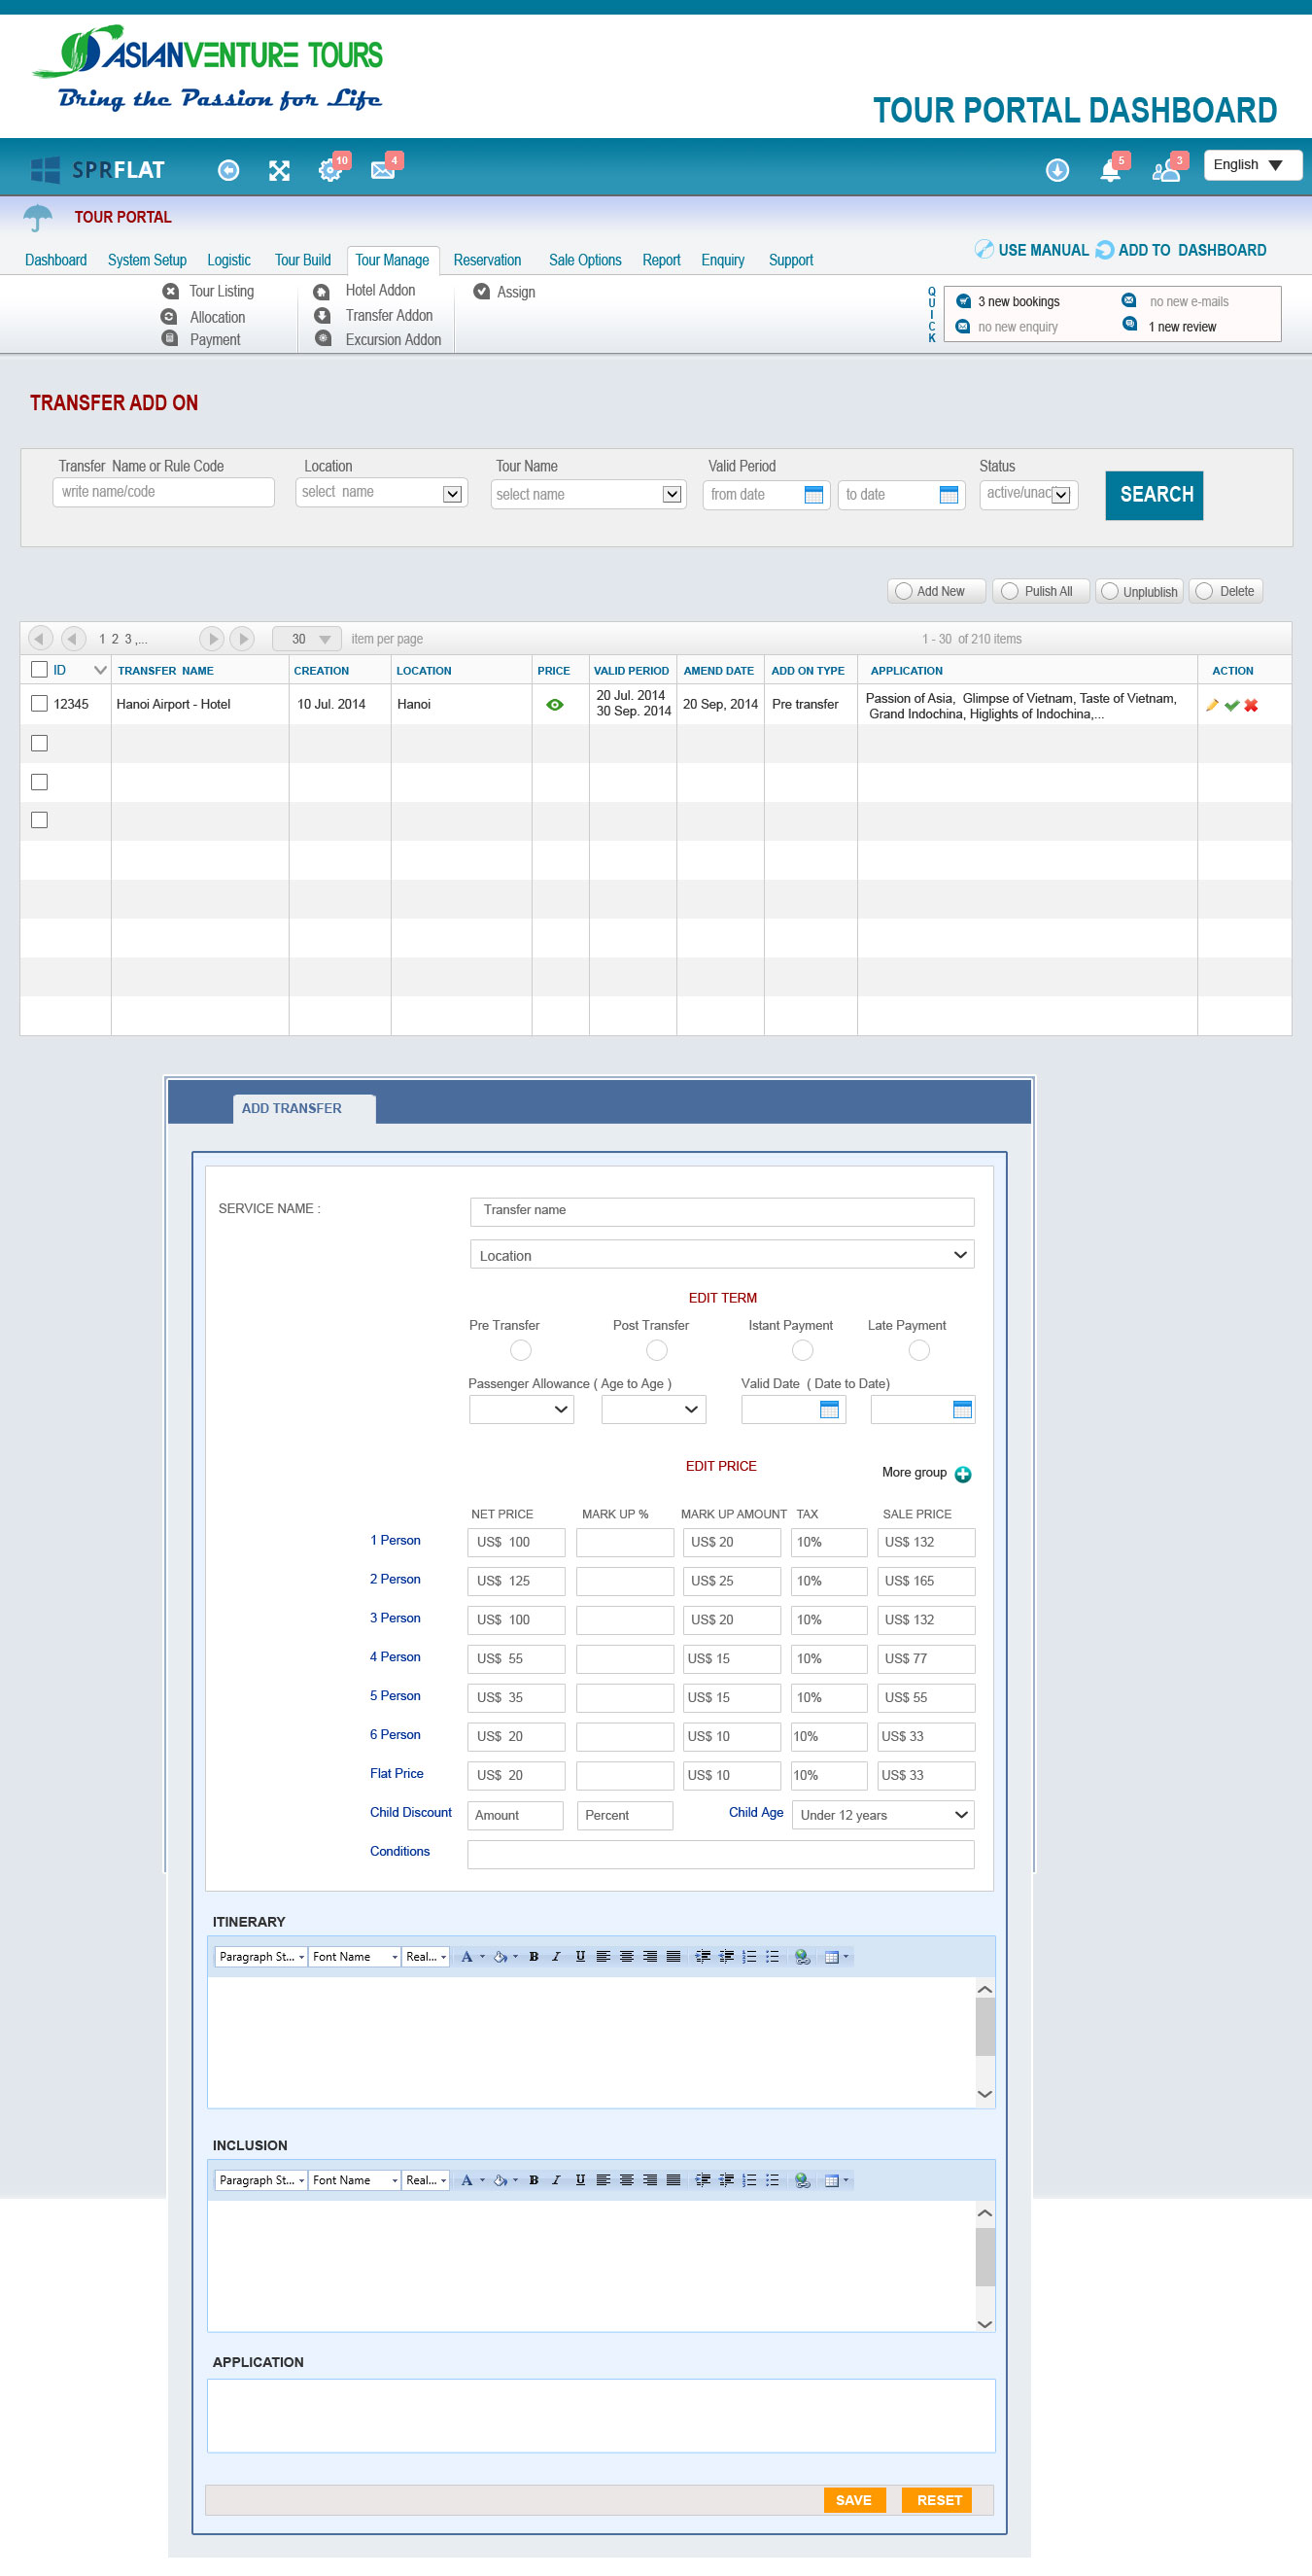 ASIANVENTURE TOURS
Bring the Passion for Life
TOUR PORTAL DASHBOARD
SPRFLAT 10 4 5 3 English
TOUR PORTAL
Dashboard System Setup Logistic Tour Build Tour Manage Reservation Sale Options Report Enquiry Support
USE MANUAL ADD TO DASHBOARD
Tour Listing Hotel Addon Assign
Allocation Transfer Addon
Payment Excursion Addon
QUICK
3 new bookings no new e-mails
no new enquiry 1 new review
TRANSFER ADD ON
Transfer Name or Rule Code Location Tour Name Valid Period Status
write name/code select name select name from date to date active/unac
SEARCH
Add New Pulish All Unplublish Delete
1 2 3 ,... 30 item per page 1 - 30 of 210 items
ID TRANSFER NAME CREATION LOCATION PRICE VALID PERIOD AMEND DATE ADD ON TYPE APPLICATION ACTION
12345 Hanoi Airport - Hotel 10 Jul. 2014 Hanoi 20 Jul. 2014 30 Sep. 2014 20 Sep, 2014 Pre transfer Passion of Asia, Glimpse of Vietnam, Taste of Vietnam,
Grand Indochina, Higlights of Indochina,...
ADD TRANSFER
SERVICE NAME : Transfer name
Location
EDIT TERM
Pre Transfer Post Transfer Istant Payment Late Payment
Passenger Allowance ( Age to Age ) Valid Date ( Date to Date)
EDIT PRICE More group
NET PRICE MARK UP % MARK UP AMOUNT TAX SALE PRICE
1 Person US$ 100 US$ 20 10% US$ 132
2 Person US$ 125 US$ 25 10% US$ 165
3 Person US$ 100 US$ 20 10% US$ 132
4 Person US$ 55 US$ 15 10% US$ 77
5 Person US$ 35 US$ 15 10% US$ 55
6 Person US$ 20 US$ 10 10% US$ 33
Flat Price US$ 20 US$ 10 10% US$ 33
Child Discount Amount Percent Child Age Under 12 years
Conditions
ITINERARY
Paragraph St... Font Name Real... A B I U
INCLUSION
Paragraph St... Font Name Real... A B I U
APPLICATION
SAVE RESET